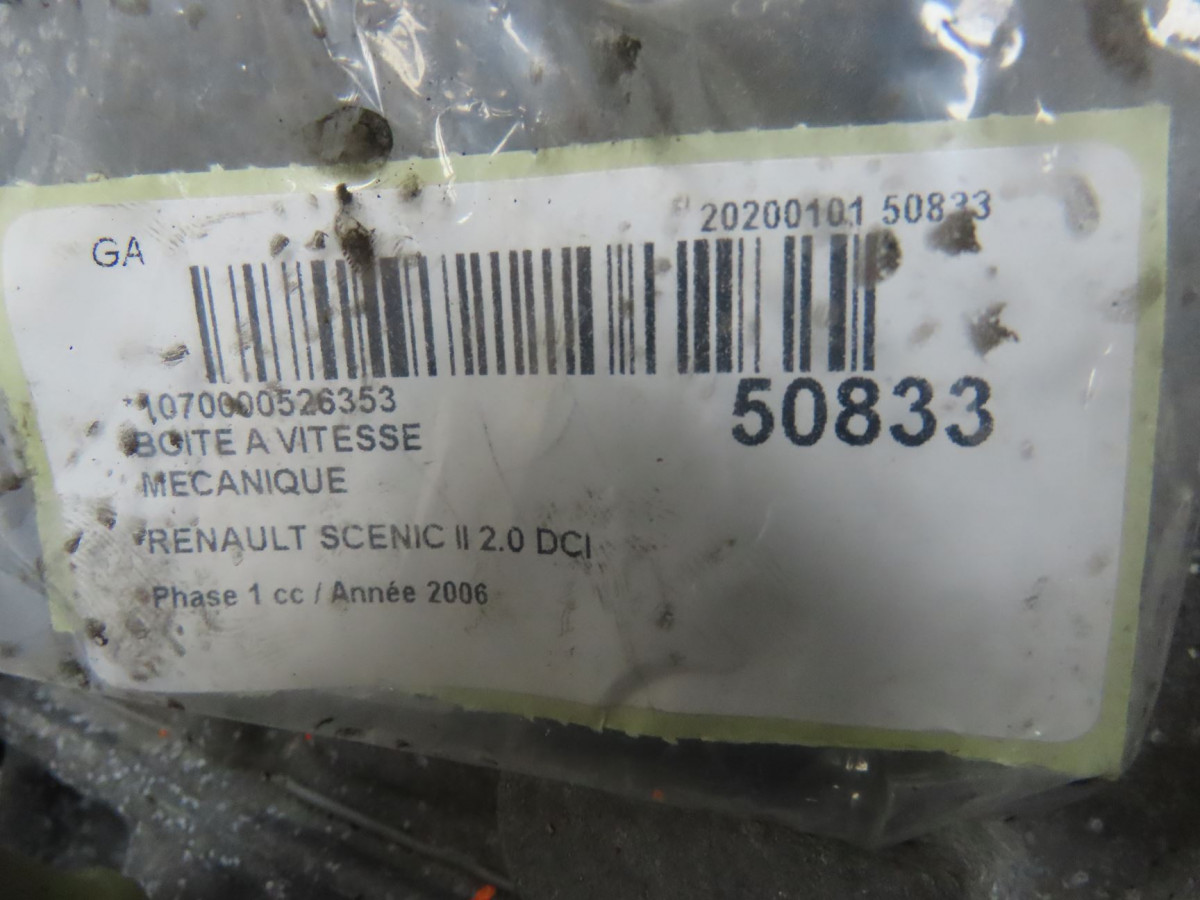 GA
20200101 50833
*1070000526353
50833
BOITE A VITESSE
MECANIQUE
RENAULT SCENIC II 2.0 DCI
Phase 1 cc / Année 2006